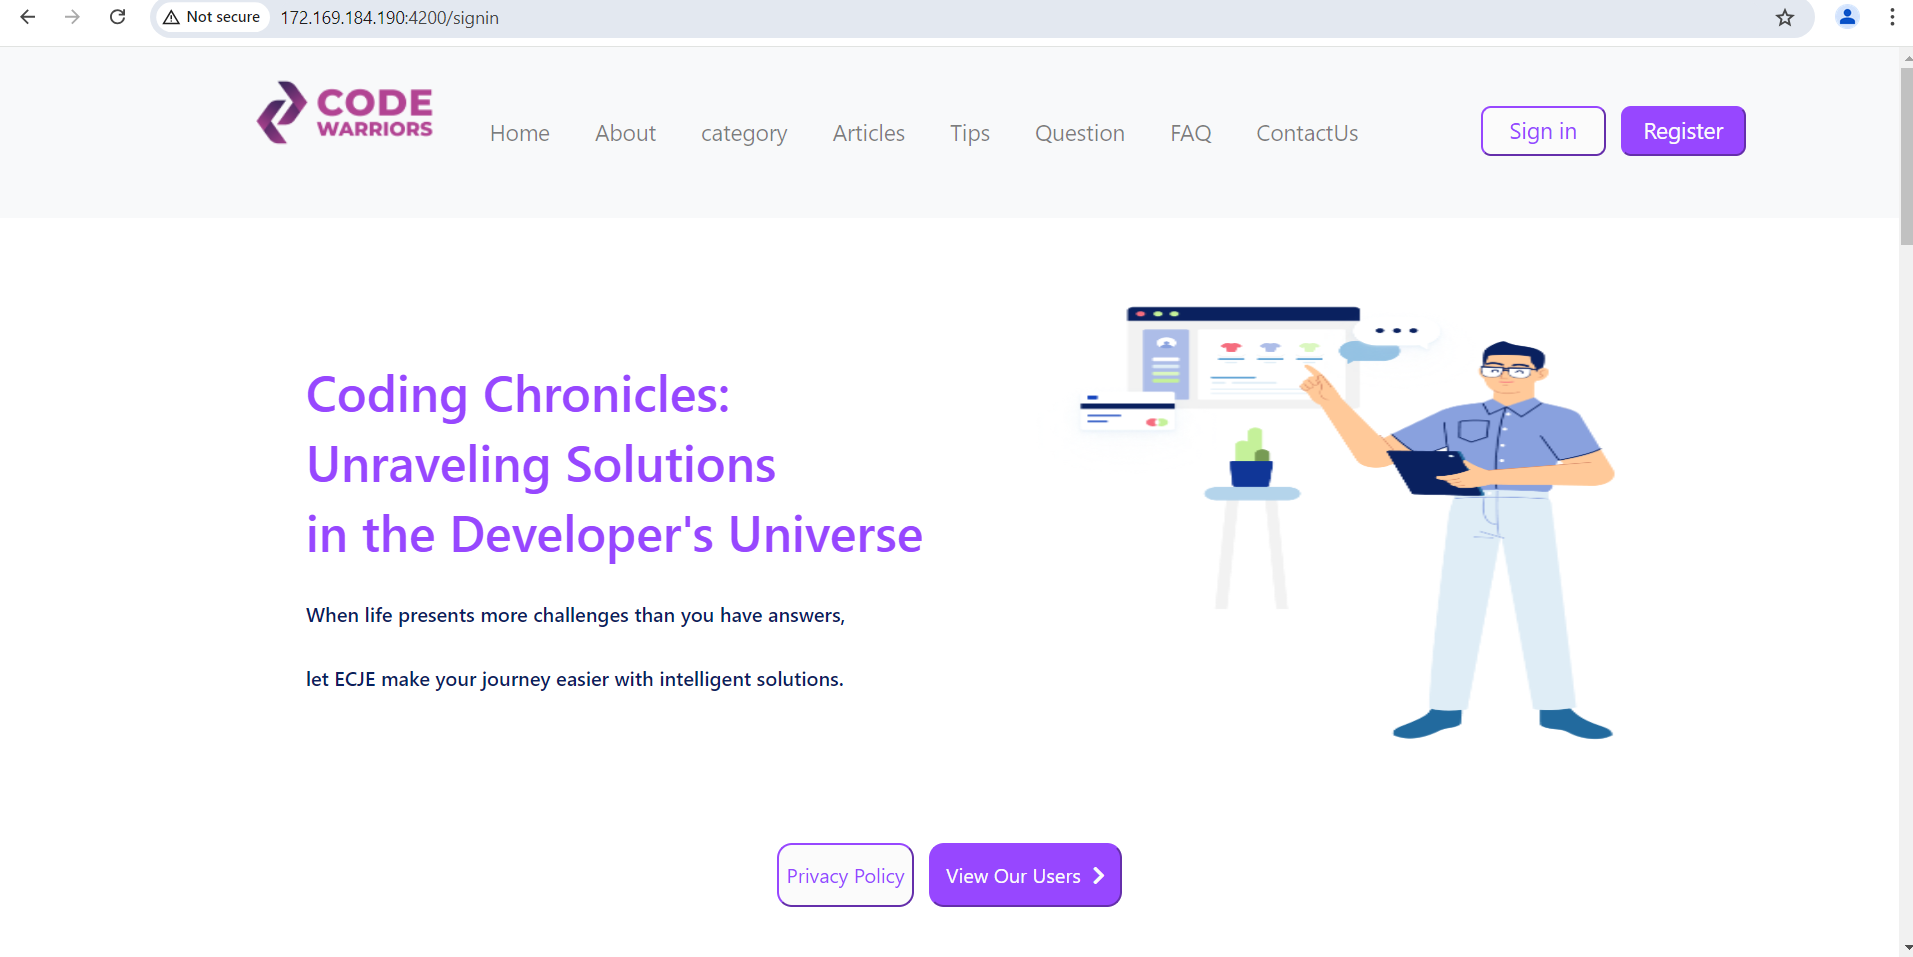 Not secure
172.169.184.190:4200/signin
CODE
WARRIORS
Home About category Articles Tips Question FAQ ContactUs
Sign in Register
Coding Chronicles:
Unraveling Solutions
in the Developer's Universe
When life presents more challenges than you have answers,
let ECJE make your journey easier with intelligent solutions.
Privacy Policy View Our Users